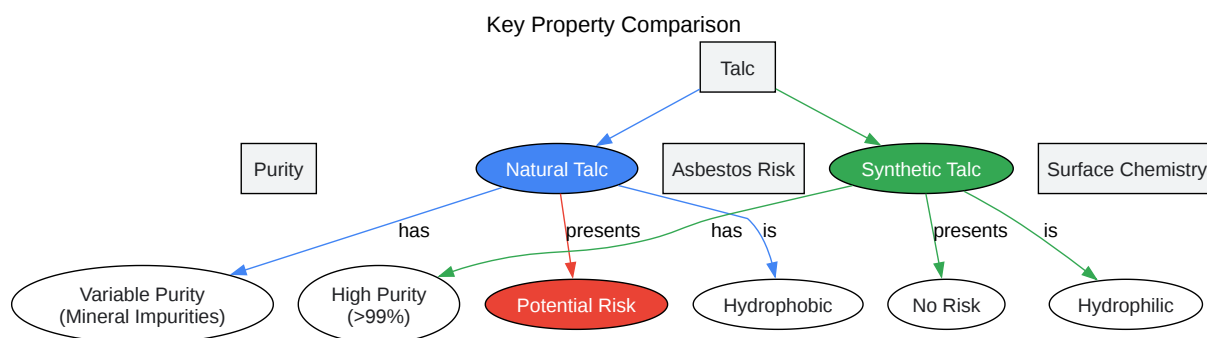 Key Property Comparison
Talc
Purity
Natural Talc
Asbestos Risk
Synthetic Talc
Surface Chemistry
has
presents
has
is
presents
is
Variable Purity
(Mineral Impurities)
High Purity
(>99%)
Potential Risk
Hydrophobic
No Risk
Hydrophilic